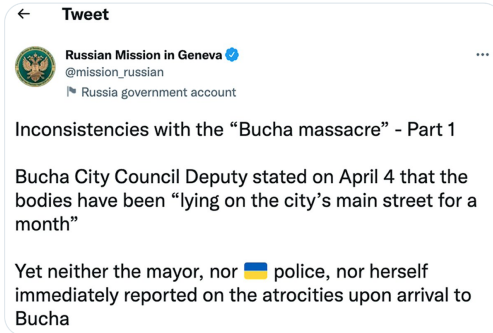 Tweet
Russian Mission in Geneva
@mission_russian
Russia government account
Inconsistencies with the “Bucha massacre” - Part 1
Bucha City Council Deputy stated on April 4 that the
bodies have been “lying on the city’s main street for a
month”
Yet neither the mayor, nor 🇺🇦 police, nor herself
immediately reported on the atrocities upon arrival to
Bucha